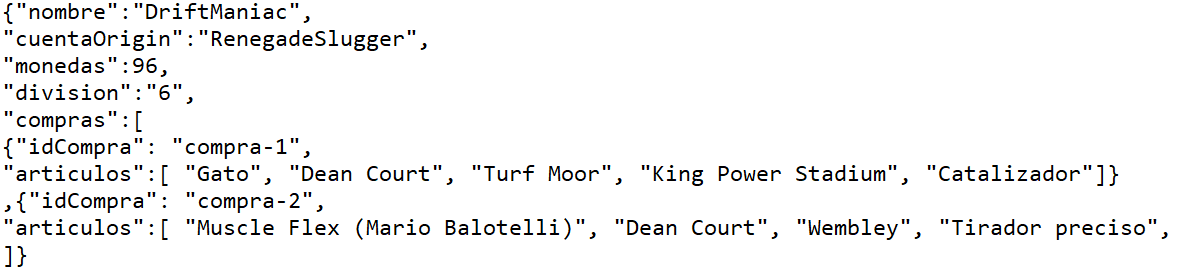 {"nombre":"DriftManiac",
"cuentaOrigin":"RenegadeSlugger",
"monedas":96,
"division":"6",
"compras":[
{"idCompra": "compra-1",
"articulos":[ "Gato", "Dean Court", "Turf Moor", "King Power Stadium", "Catalizador"]}
,{"idCompra": "compra-2",
"articulos":[ "Muscle Flex (Mario Balotelli)", "Dean Court", "Wembley", "Tirador preciso",
]}